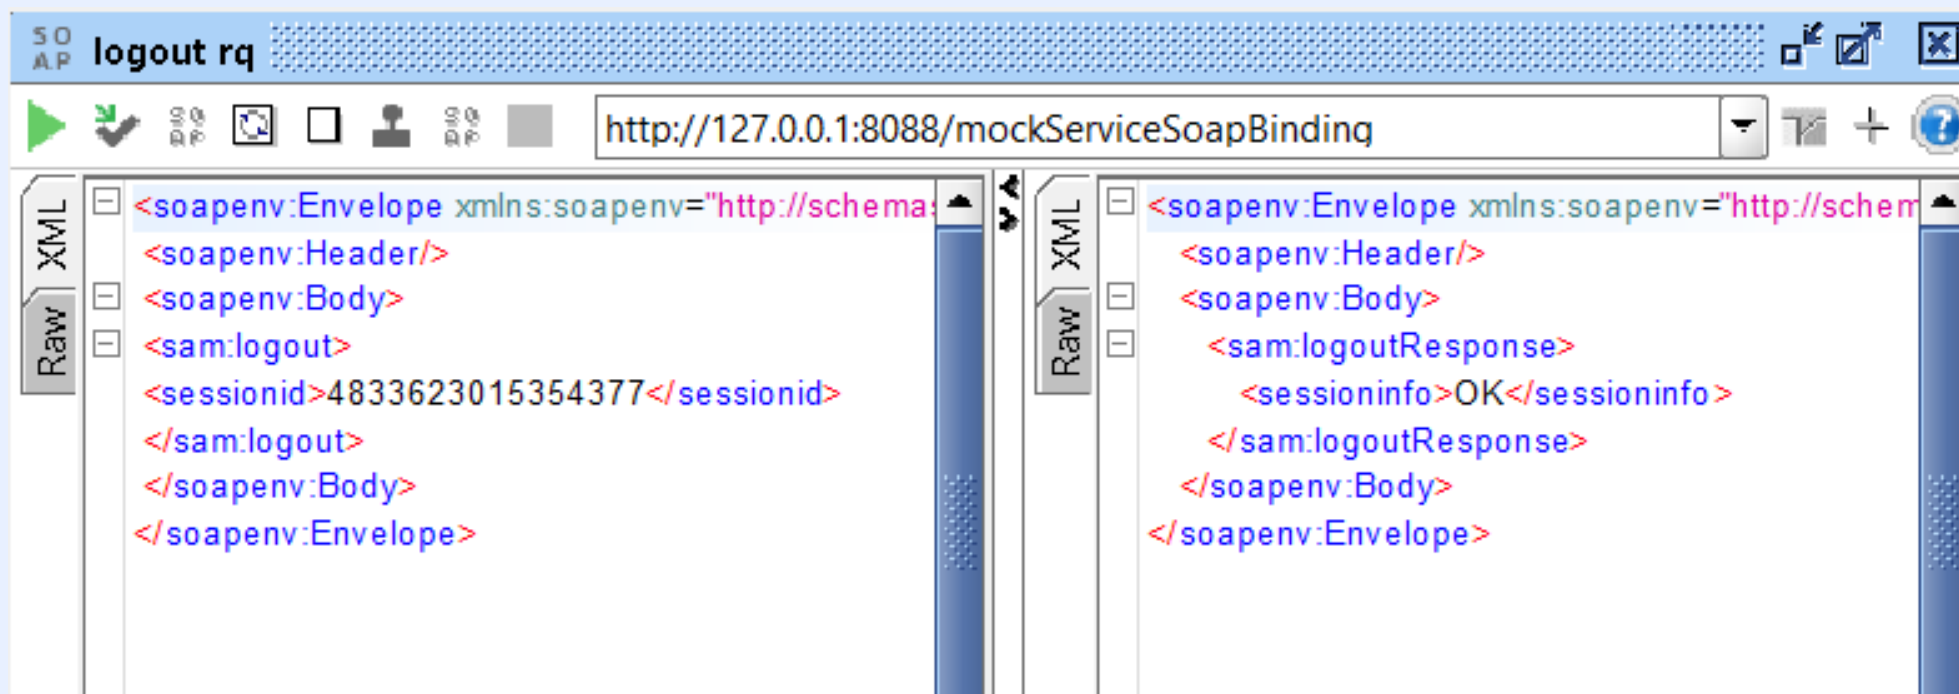 SO
AP
logout rq
http://127.0.0.1:8088/mockServiceSoapBinding
XML
Raw
<soapenv:Envelope xmlns:soapenv="http://schemas
<soapenv:Header/>
<soapenv:Body>
<sam:logout>
<sessionid>4833623015354377</sessionid>
</sam:logout>
</soapenv:Body>
</soapenv:Envelope>
XML
Raw
<soapenv:Envelope xmlns:soapenv="http://schem
<soapenv:Header/>
<soapenv:Body>
<sam:logoutResponse>
<sessioninfo>OK</sessioninfo>
</sam:logoutResponse>
</soapenv:Body>
</soapenv:Envelope>